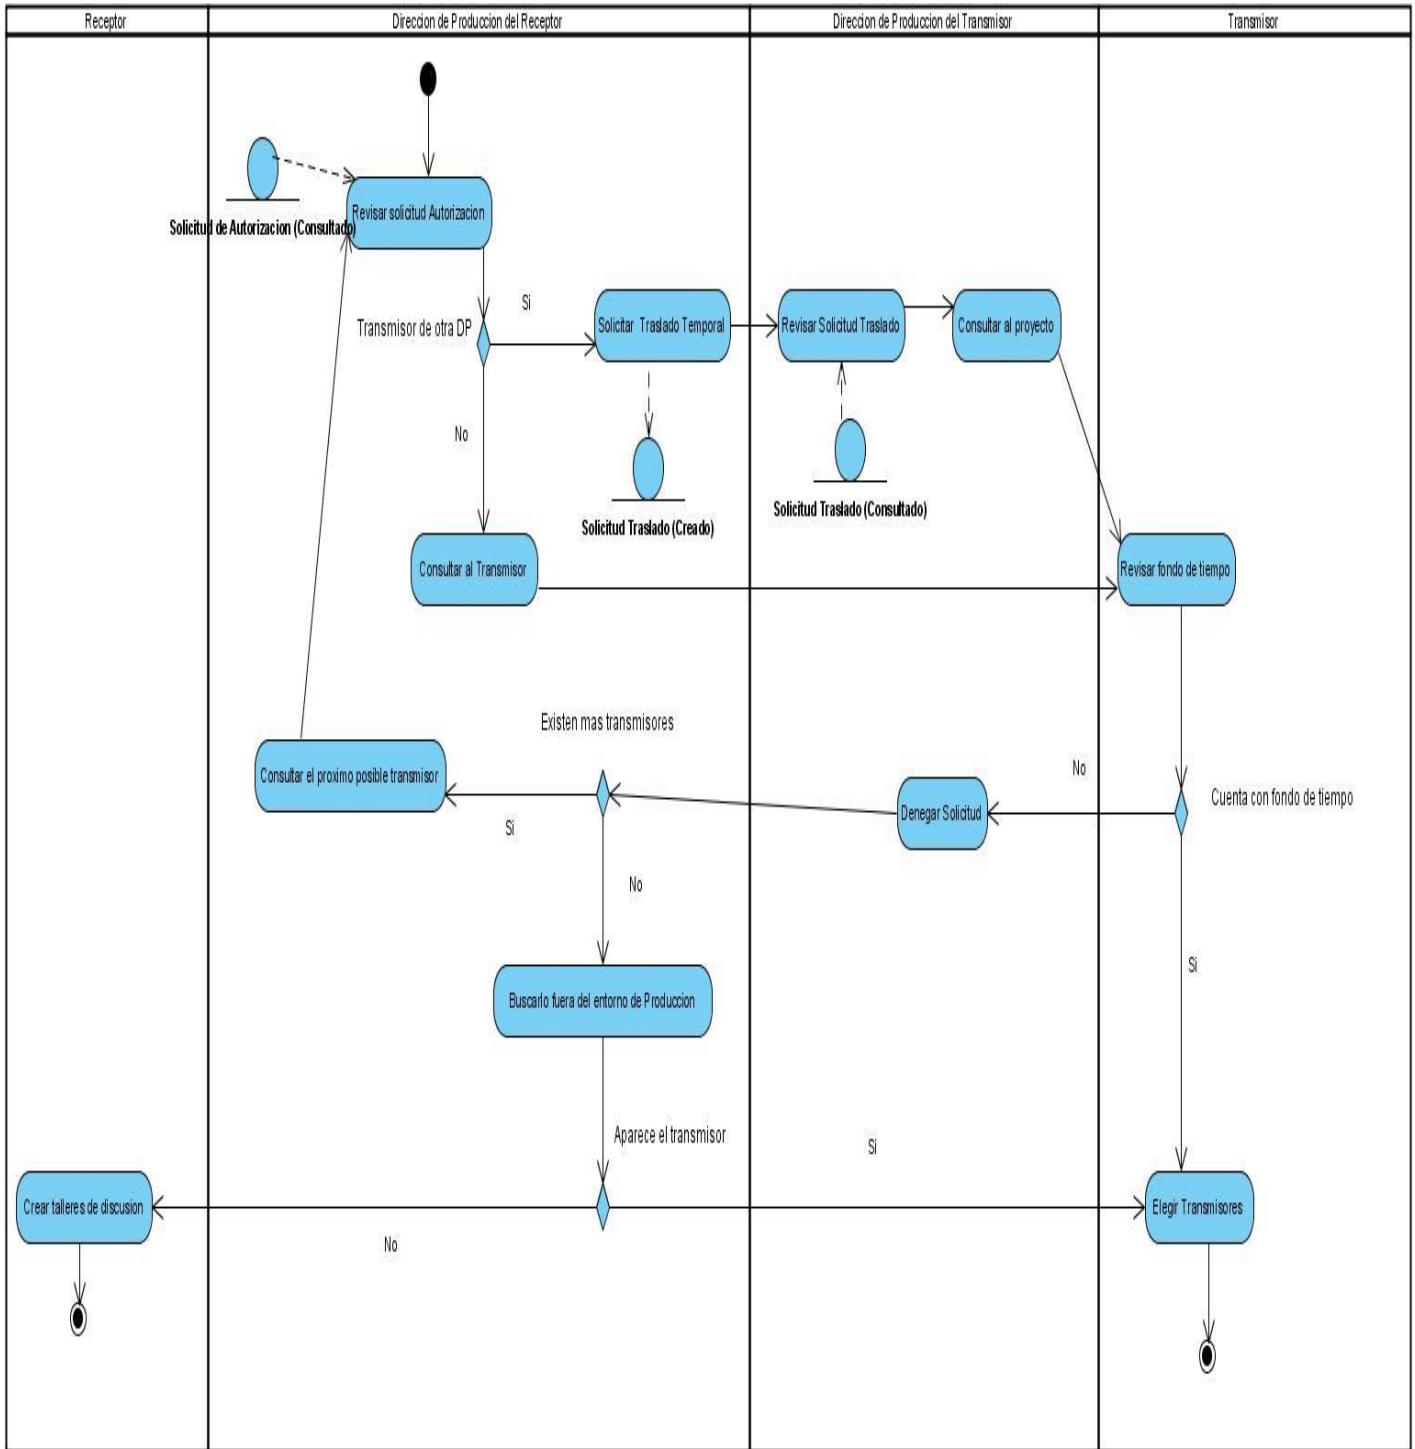 Receptor
Direccion de Produccion del Receptor
Direccion de Produccion del Transmisor
Transmisor
Solicitud de Autorizacion (Consultado)
Revisar solicitud Autorizacion
Transmisor de otra DP
Si
Solicitar Traslado Temporal
Revisar Solicitud Traslado
Consultar al proyecto
No
Solicitud Traslado (Creado)
Solicitud Traslado (Consultado)
Consultar al Transmisor
Revisar fondo de tiempo
Existen mas transmisores
Consultar el proximo posible transmisor
Si
Denegar Solicitud
No
Cuenta con fondo de tiempo
No
Si
Buscarlo fuera del entorno de Produccion
Aparece el transmisor
Si
Crear talleres de discusion
No
Elegir Transmisores